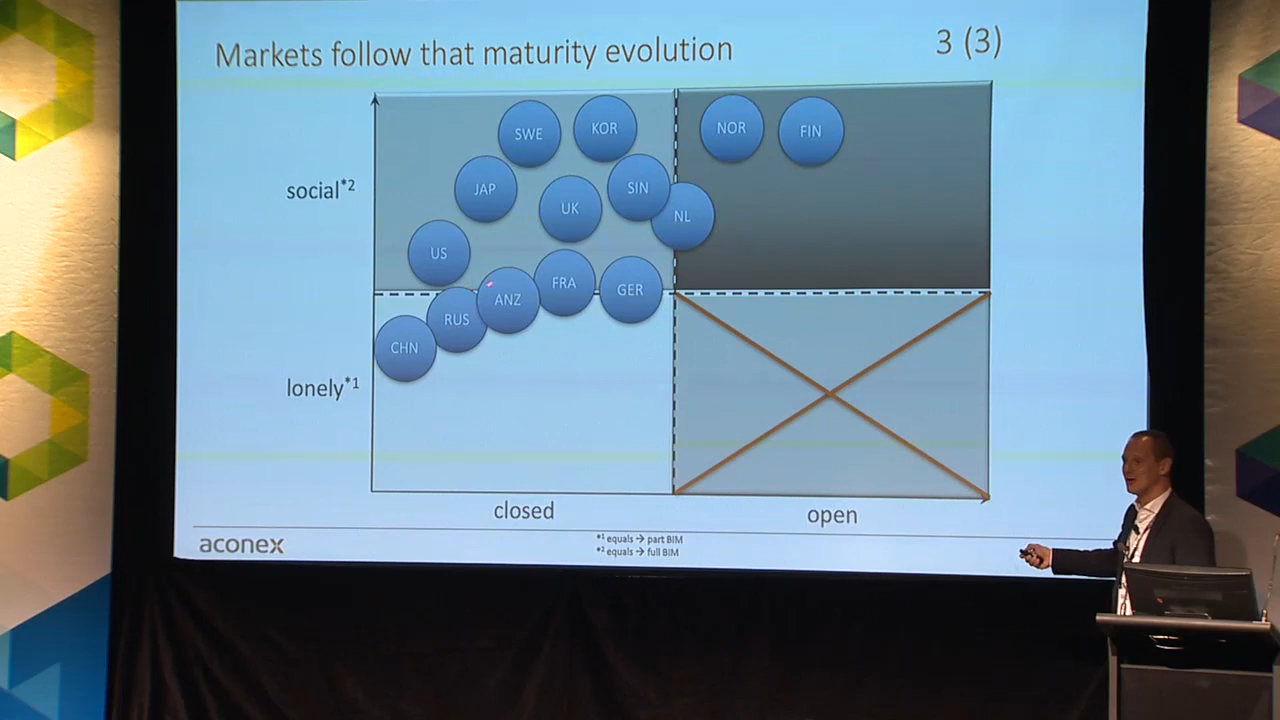 Markets follow that maturity evolution
3 (3)
SWE
KOR
NOR
FIN
social*2
JAP
UK
SIN
NL
US
FRA
GER
ANZ
RUS
CHN
lonely*1
closed
open
*1 equals → part BIM
*2 equals → full BIM
aconex